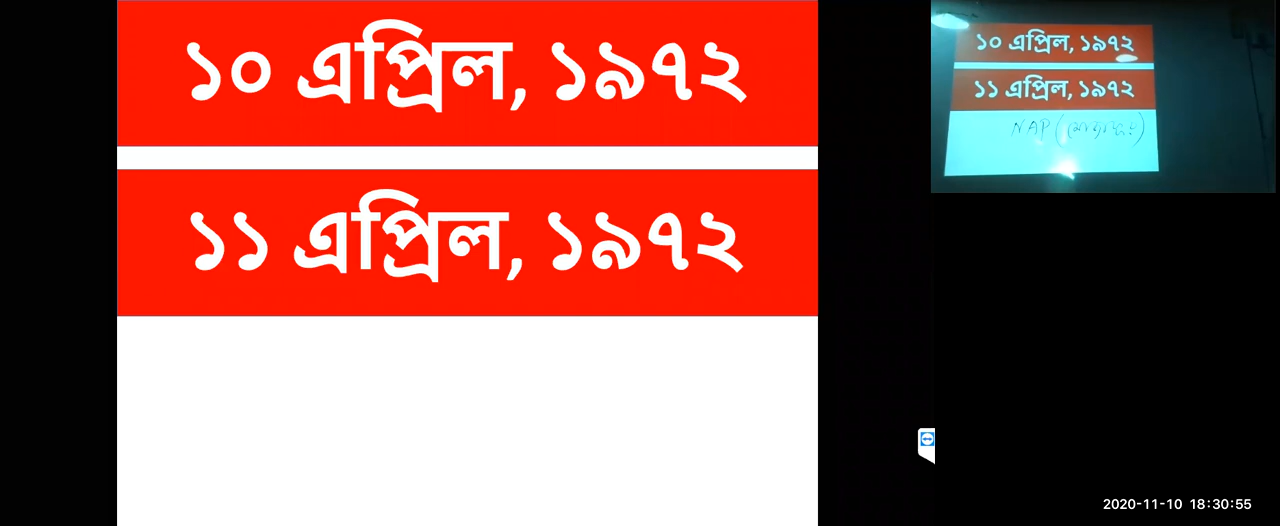 ১০ এপ্রিল, ১৯৭২
১১ এপ্রিল, ১৯৭২
১০ এপ্রিল, ১৯৭২
১১ এপ্রিল, ১৯৭২
NAP (মোজাফ্ফর)
2020-11-10 18:30:55